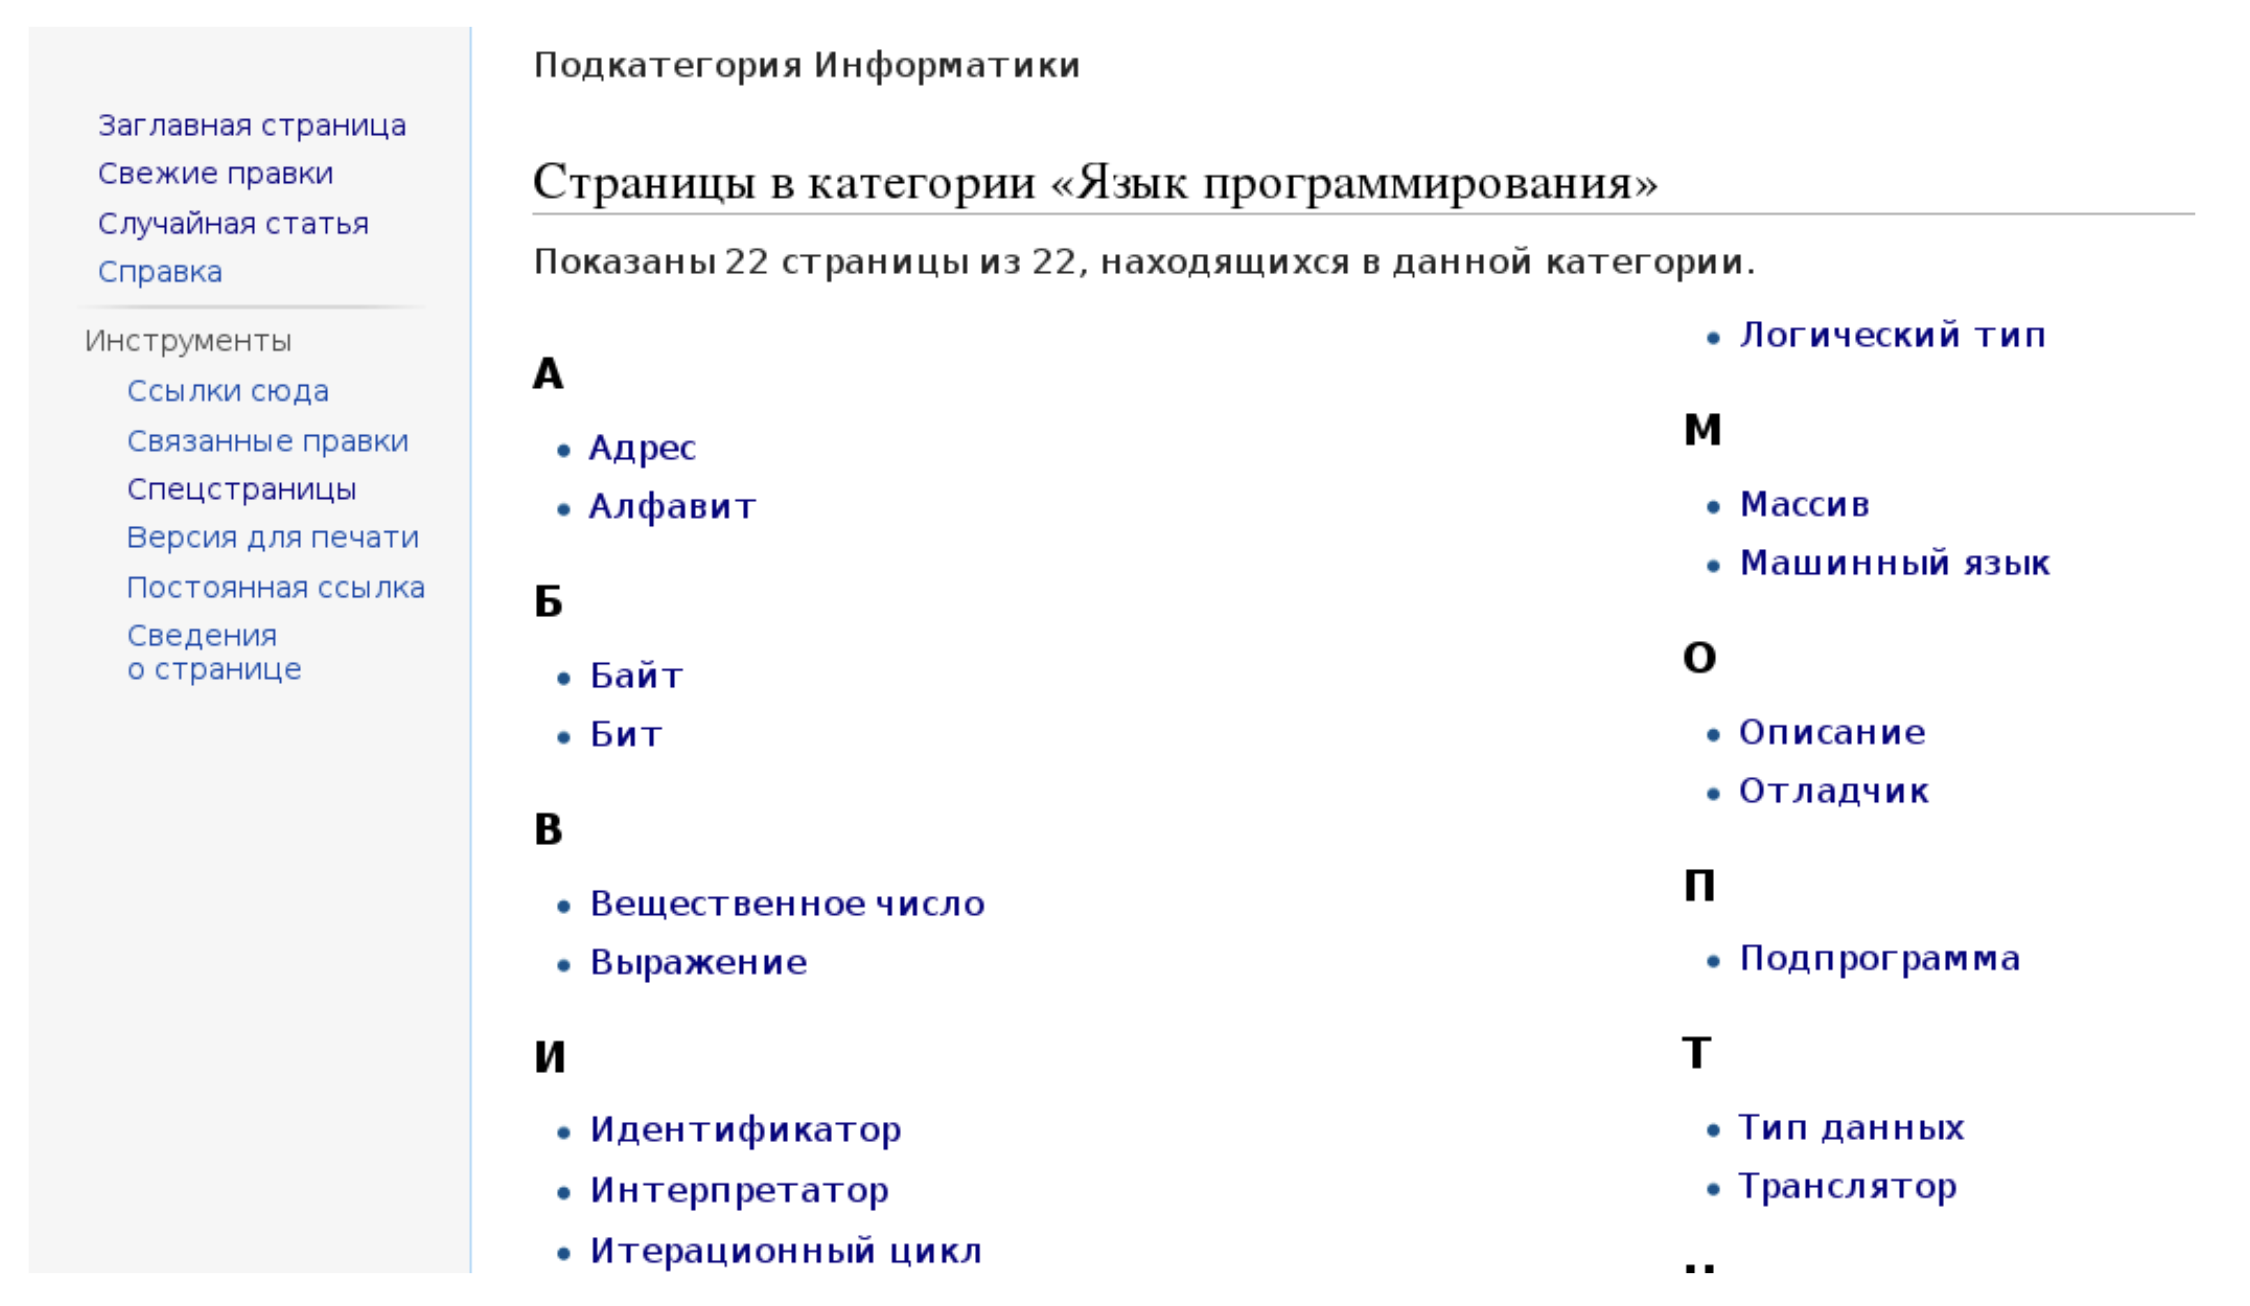 Заглавная страница
Свежие правки
Случайная статья
Справка
Инструменты
Ссылки сюда
Связанные правки
Спецстраницы
Версия для печати
Постоянная ссылка
Сведения
о странице
Подкатегория Информатики
Страницы в категории «Язык программирования»
Показаны 22 страницы из 22, находящихся в данной категории.
А
Адрес
Алфавит
Б
Байт
Бит
В
Вещественное число
Выражение
И
Идентификатор
Интерпретатор
Итерационный цикл
Логический тип
М
Массив
Машинный язык
О
Описание
Отладчик
П
Подпрограмма
Т
Тип данных
Транслятор